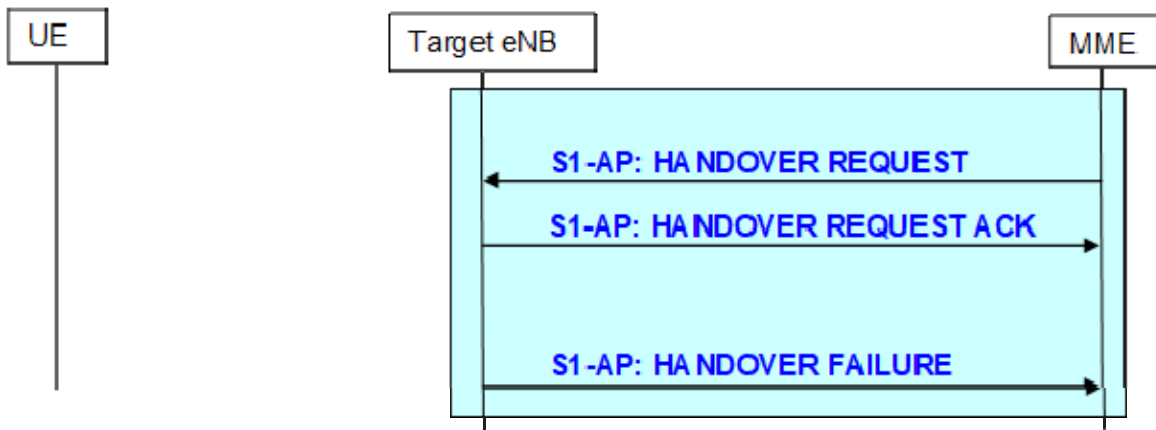 UE
Target eNB
MME
S1-AP: HANDOVER REQUEST
S1-AP: HANDOVER REQUEST ACK
S1-AP: HANDOVER FAILURE